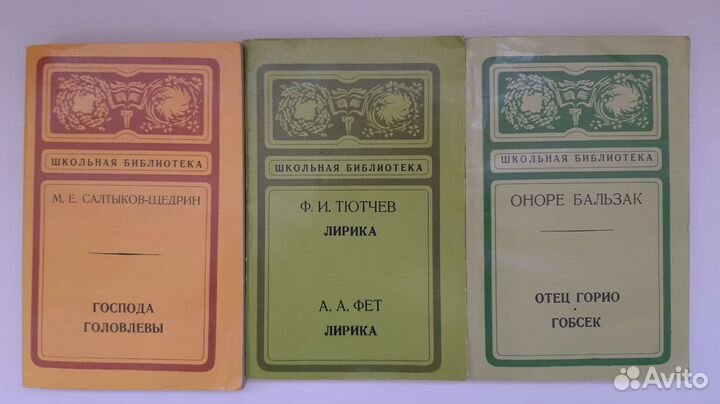 ШКОЛЬНАЯ БИБЛИОТЕКА
М. Е. САЛТЫКОВ-ЩЕДРИН
ГОСПОДА
ГОЛОВЛЕВЫ
ШКОЛЬНАЯ БИБЛИОТЕКА
Ф. И. ТЮТЧЕВ
ЛИРИКА
А. А. ФЕТ
ЛИРИКА
ШКОЛЬНАЯ БИБЛИОТЕКА
ОНОРЕ БАЛЬЗАК
ОТЕЦ ГОРИО
•
ГОБСЕК
Avito